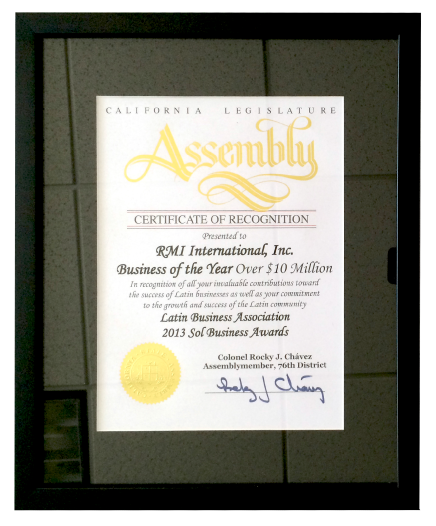 CALIFORNIA LEGISLATURE
Assembly
CERTIFICATE OF RECOGNITION
Presented to
RMI International, Inc.
Business of the Year Over $10 Million
In recognition of all your invaluable contributions toward
the success of Latin businesses as well as your commitment
to the growth and success of the Latin community
Latin Business Association
2013 Sol Business Awards
Colonel Rocky J. Chávez
Assemblymember, 76th District
Rocky J Chávez